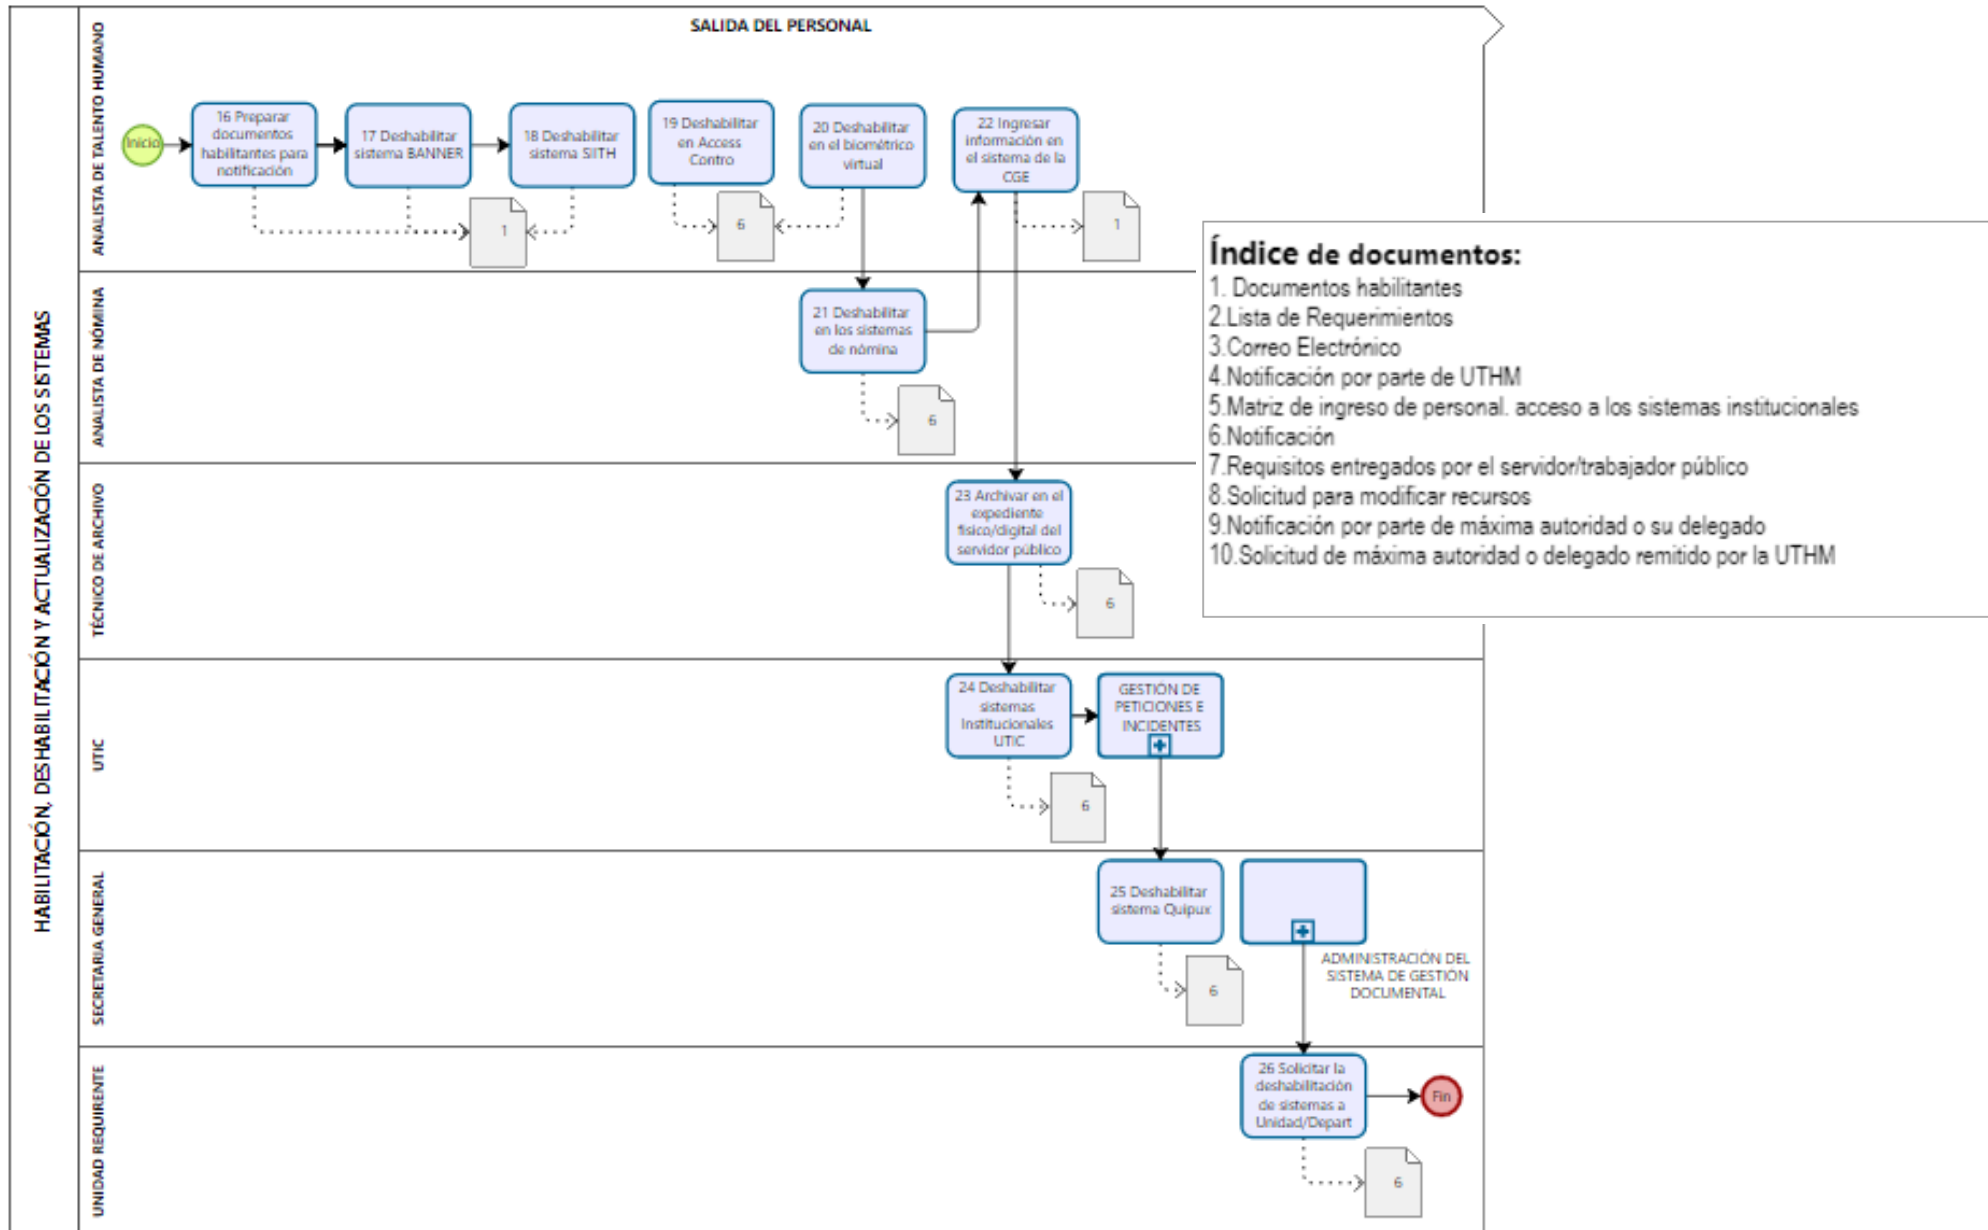 SALIDA DEL PERSONAL
HABILITACIÓN, DESHABILITACIÓN Y ACTUALIZACIÓN DE LOS SISTEMAS
ANALISTA DE TALENTO HUMANO
Inicio
16 Preparar
documentos
habilitantes para
notificación
17 Deshabilitar
sistema BANNER
18 Deshabilitar
sistema SIITH
19 Deshabilitar
en Access
Contro
20 Deshabilitar
en el biométrico
virtual
22 Ingresar
información en
el sistema de la
CGE
1
6
1
Índice de documentos:
1. Documentos habilitantes
2.Lista de Requerimientos
3.Correo Electrónico
4.Notificación por parte de UTHM
5.Matriz de ingreso de personal. acceso a los sistemas institucionales
6.Notificación
7.Requisitos entregados por el servidor/trabajador público
8.Solicitud para modificar recursos
9.Notificación por parte de máxima autoridad o su delegado
10.Solicitud de máxima autoridad o delegado remitido por la UTHM
ANALISTA DE NÓMINA
21 Deshabilitar
en los sistemas
de nómina
6
TÉCNICO DE ARCHIVO
23 Archivar en el
expediente
fisico/digital del
servidor público
6
UTIC
24 Deshabilitar
sistemas
Institucionales
UTIC
GESTIÓN DE
PETICIONES E
INCIDENTES
6
SECRETARIA GENERAL
25 Deshabilitar
sistema Quipux
ADMINISTRACIÓN DEL
SISTEMA DE GESTIÓN
DOCUMENTAL
6
UNIDAD REQUIRENTE
26 Solicitar la
deshabilitación
de sistemas a
Unidad/Depart
Fin
6